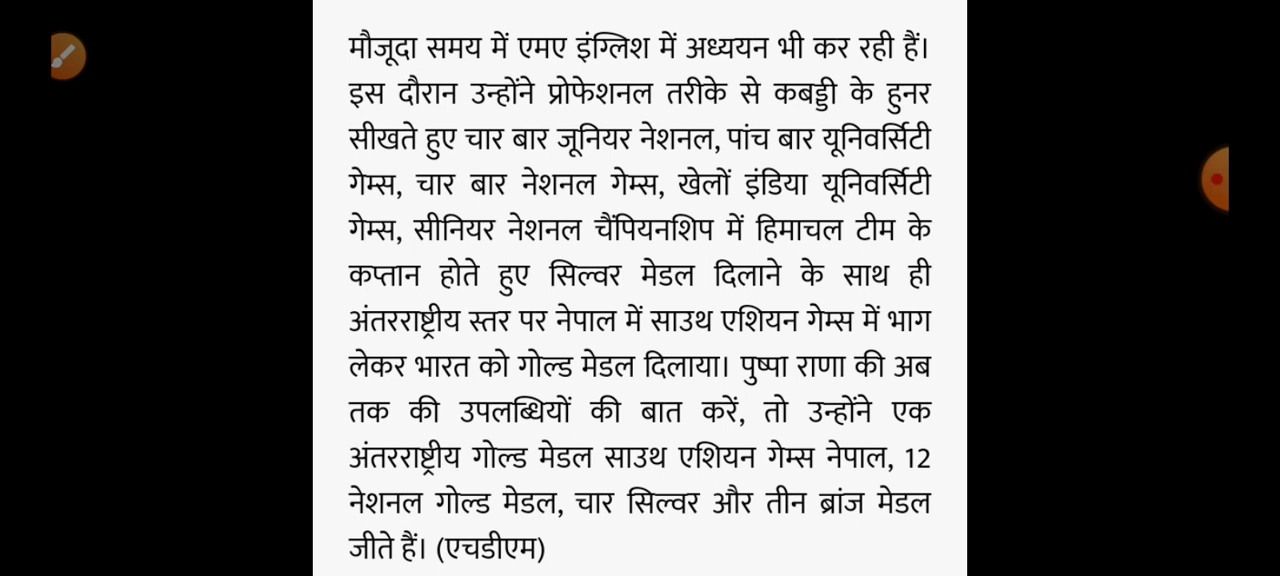 मौजूदा समय में एमए इंग्लिश में अध्ययन भी कर रही हैं।
इस दौरान उन्होंने प्रोफेशनल तरीके से कबड्डी के हुनर
सीखते हुए चार बार जूनियर नेशनल, पांच बार यूनिवर्सिटी
गेम्स, चार बार नेशनल गेम्स, खेलों इंडिया यूनिवर्सिटी
गेम्स, सीनियर नेशनल चैंपियनशिप में हिमाचल टीम के
कप्तान होते हुए सिल्वर मेडल दिलाने के साथ ही
अंतरराष्ट्रीय स्तर पर नेपाल में साउथ एशियन गेम्स में भाग
लेकर भारत को गोल्ड मेडल दिलाया। पुष्पा राणा की अब
तक की उपलब्धियों की बात करें, तो उन्होंने एक
अंतरराष्ट्रीय गोल्ड मेडल साउथ एशियन गेम्स नेपाल, 12
नेशनल गोल्ड मेडल, चार सिल्वर और तीन ब्रांज मेडल
जीते हैं। (एचडीएम)